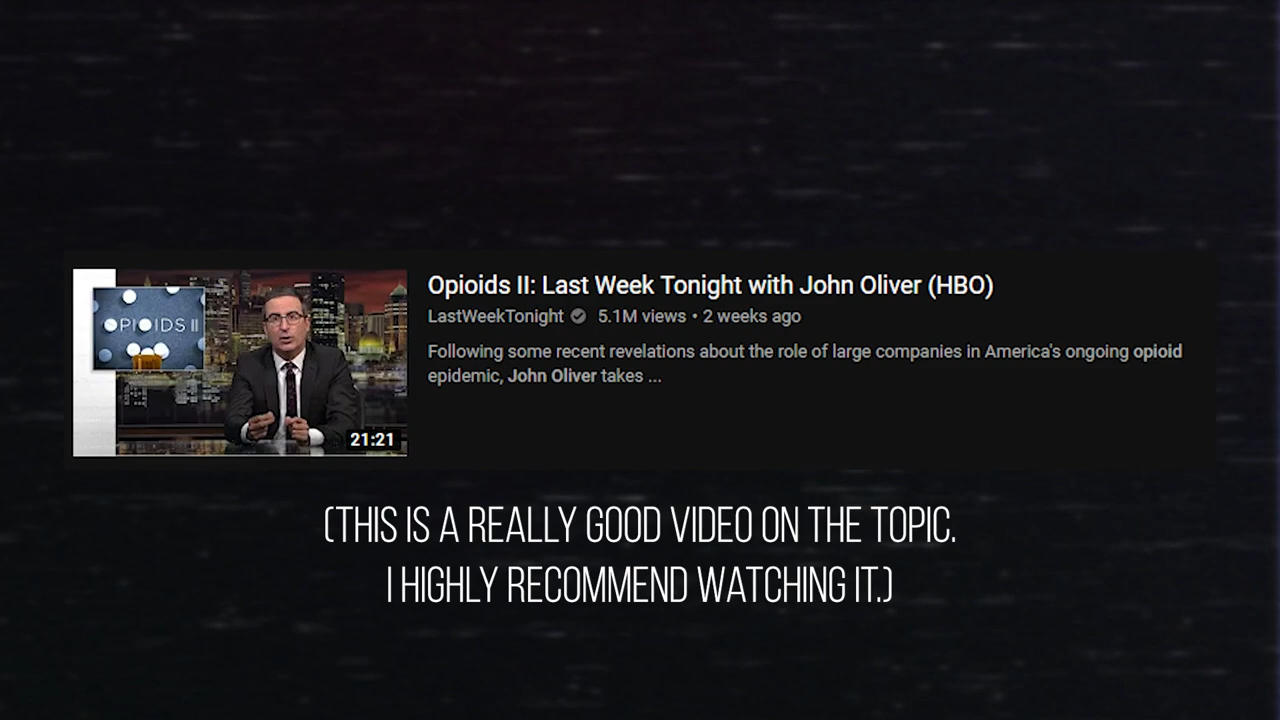 OPIOIDS II
21:21
Opioids II: Last Week Tonight with John Oliver (HBO)
LastWeekTonight 5.1M views • 2 weeks ago
Following some recent revelations about the role of large companies in America's ongoing opioid
epidemic, John Oliver takes ...
(THIS IS A REALLY GOOD VIDEO ON THE TOPIC.
I HIGHLY RECOMMEND WATCHING IT.)